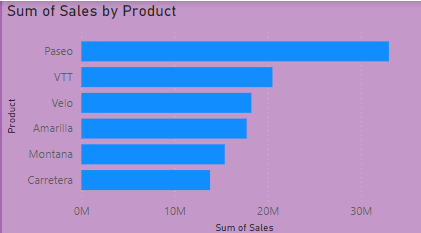 Sum of Sales by Product
Product
Paseo
VTT
Velo
Amarilla
Montana
Carretera
0M 10M 20M 30M
Sum of Sales